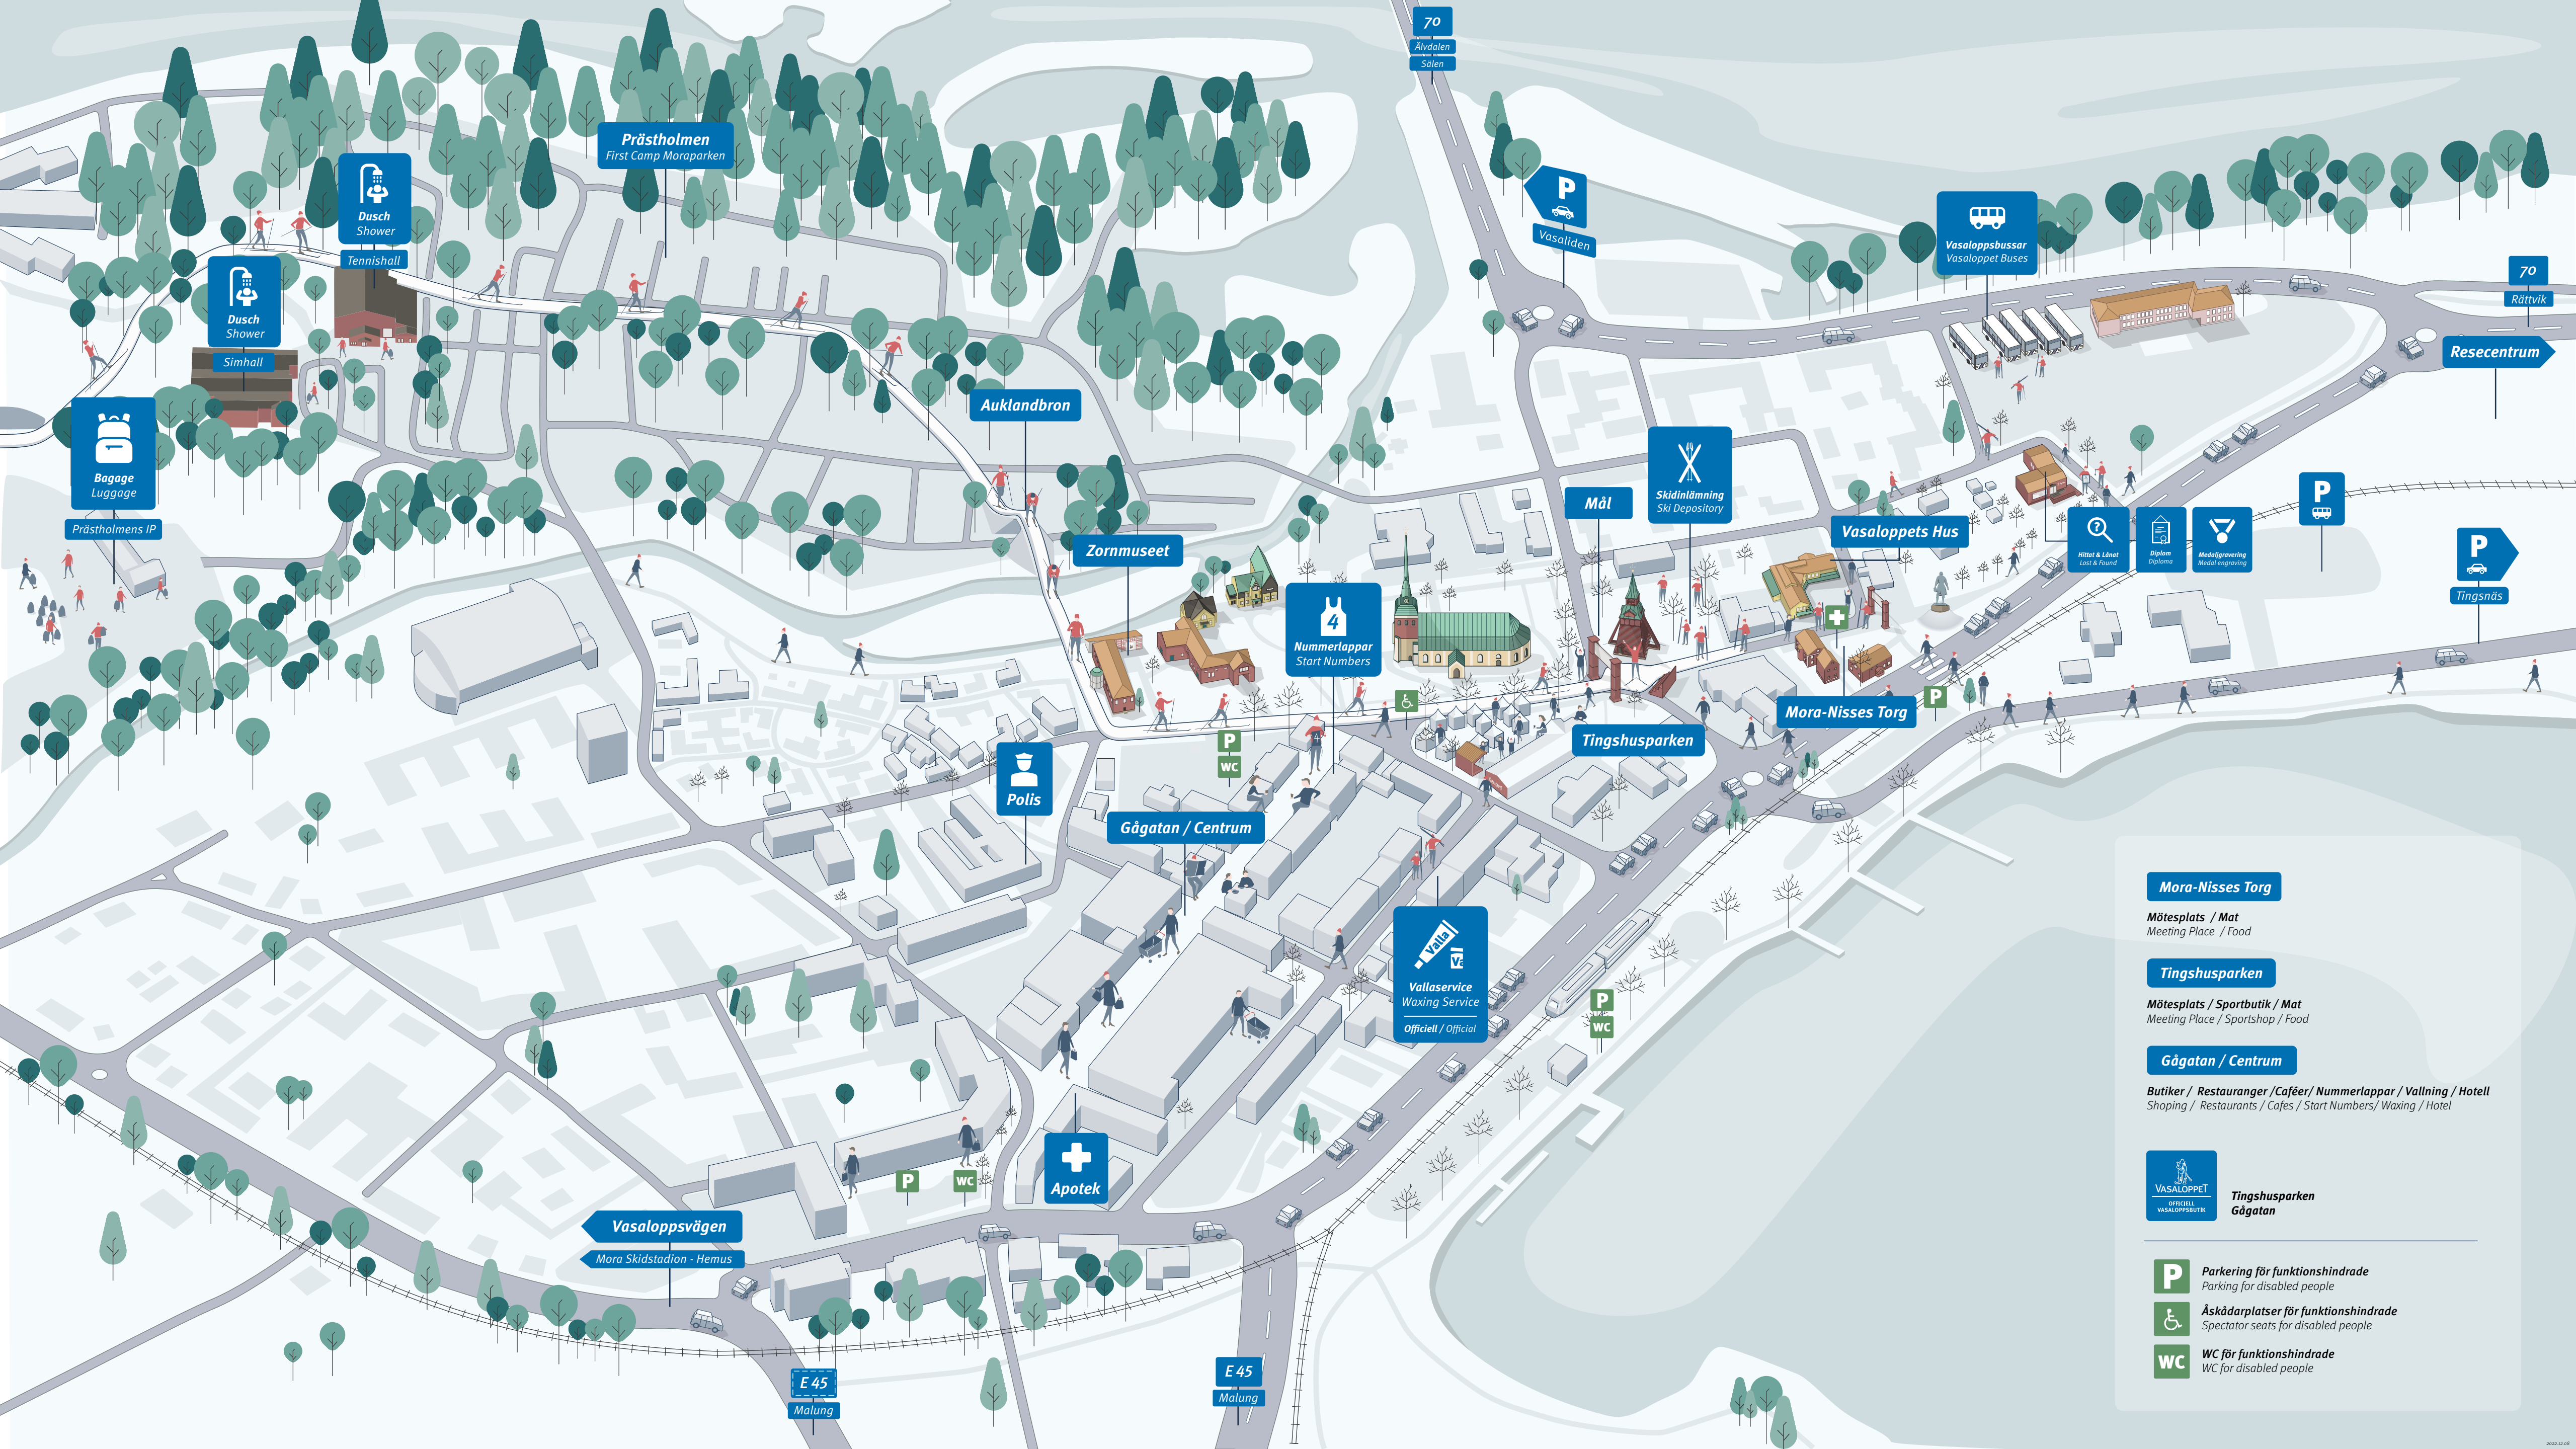 70
Älvdalen
Sälen
Prästholmen
First Camp Moraparken
Dusch
Shower
Tennishall
P
Vasaliden
Vasaloppsbussar
Vasaloppet Buses
70
Rättvik
Resecentrum
Dusch
Shower
Simhall
Auklandbron
Bagage
Luggage
Prästholmens IP
Mål
Skidinlämning
Ski Depository
Vasaloppets Hus
?
Hittat & Länat
Lost & Found
Diplom
Diploma
Medaljgravering
Medal engraving
P
P
Tingsnäs
Zornmuseet
4
Nummerlappar
Start Numbers
Mora-Nisses Torg
P
Tingshusparken
P
WC
Polis
Gågatan / Centrum
Valla
Va
Vallaservice
Waxing Service
Officiell / Official
P
WC
Apotek
P
WC
Vasaloppsvägen
Mora Skidstadion - Hemus
E 45
Malung
E 45
Malung
Mora-Nisses Torg
Mötesplats / Mat
Meeting Place / Food
Tingshusparken
Mötesplats / Sportbutik / Mat
Meeting Place / Sportshop / Food
Gågatan / Centrum
Butiker / Restauranger /Caféer/ Nummerlappar / Vallning / Hotell
Shoping / Restaurants / Cafes / Start Numbers/ Waxing / Hotel
VASALOPPET
OFFICIELL
VASALOPPSBUTIK
Tingshusparken
Gågatan
P
Parkering för funktionshindrade
Parking for disabled people
Åskådarplatser för funktionshindrade
Spectator seats for disabled people
WC
WC för funktionshindrade
WC for disabled people